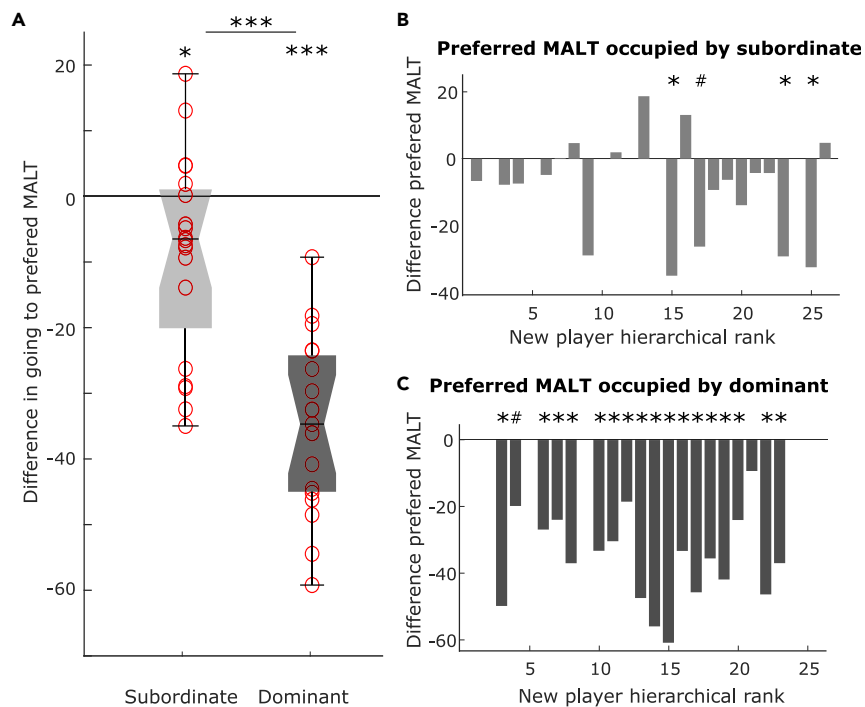 A
***
*
***
20
0
-20
-40
-60
Difference in going to prefered MALT
Subordinate
Dominant
B
Preferred MALT occupied by subordinate
* # * *
20
0
-20
-40
Difference prefered MALT
5 10 15 20 25
New player hierarchical rank
C
Preferred MALT occupied by dominant
*# *** *********** **
0
-20
-40
-60
Difference prefered MALT
5 10 15 20 25
New player hierarchical rank